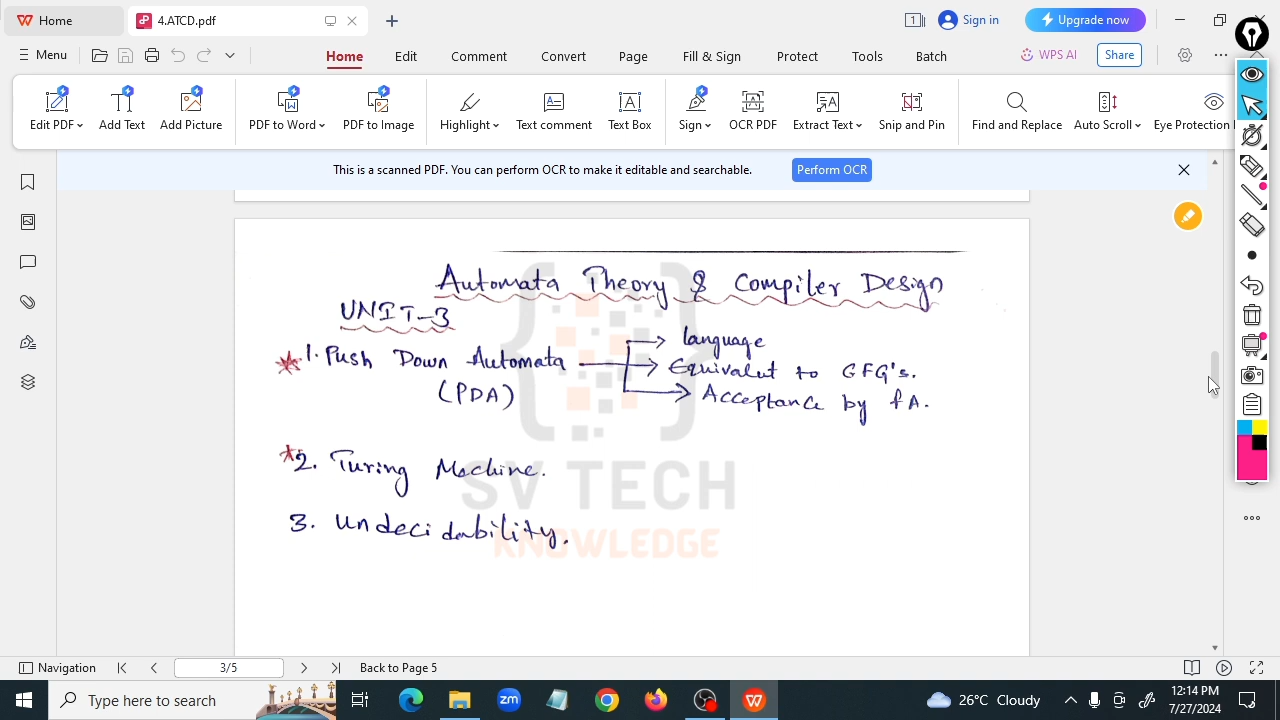 Home
4.ATCD.pdf
Sign in
Upgrade now
Menu
Home Edit Comment Convert Page Fill & Sign Protect Tools Batch
WPS AI
Share
Edit PDF Add Text Add Picture PDF to Word PDF to Image Highlight Text comment Text Box Sign OCR PDF Extract Text Snip and Pin Find and Replace Auto Scroll Eye Protection
This is a scanned PDF. You can perform OCR to make it editable and searchable.
Perform OCR
Automata Theory & Compiler Design
UNIT-3
language
1. Push Down Automata
Equivalut to CFG's.
(PDA)
Acceptance by fA.
2. Turing Machine.
SV TECH
3. Undecidability.
KNOWLEDGE
Navigation
3/5
Back to Page 5
Type here to search
zm
26°C Cloudy
12:14 PM
7/27/2024